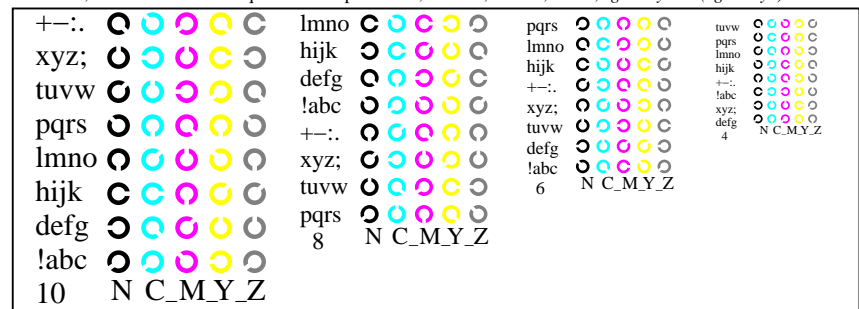 +−:.
xyz;
tuvw
pqrs
lmno
hijk
defg
!abc
10 N C_M_Y_Z
lmno
hijk
defg
!abc
+−:.
xyz;
tuvw
pqrs
8 N C_M_Y_Z
pqrs
lmno
hijk
+−:.
xyz;
tuvw
defg
!abc
6 N C_M_Y_Z
tuvw
pqrs
lmno
hijk
+−:.
!abc
xyz;
defg
4 N C_M_Y_Z